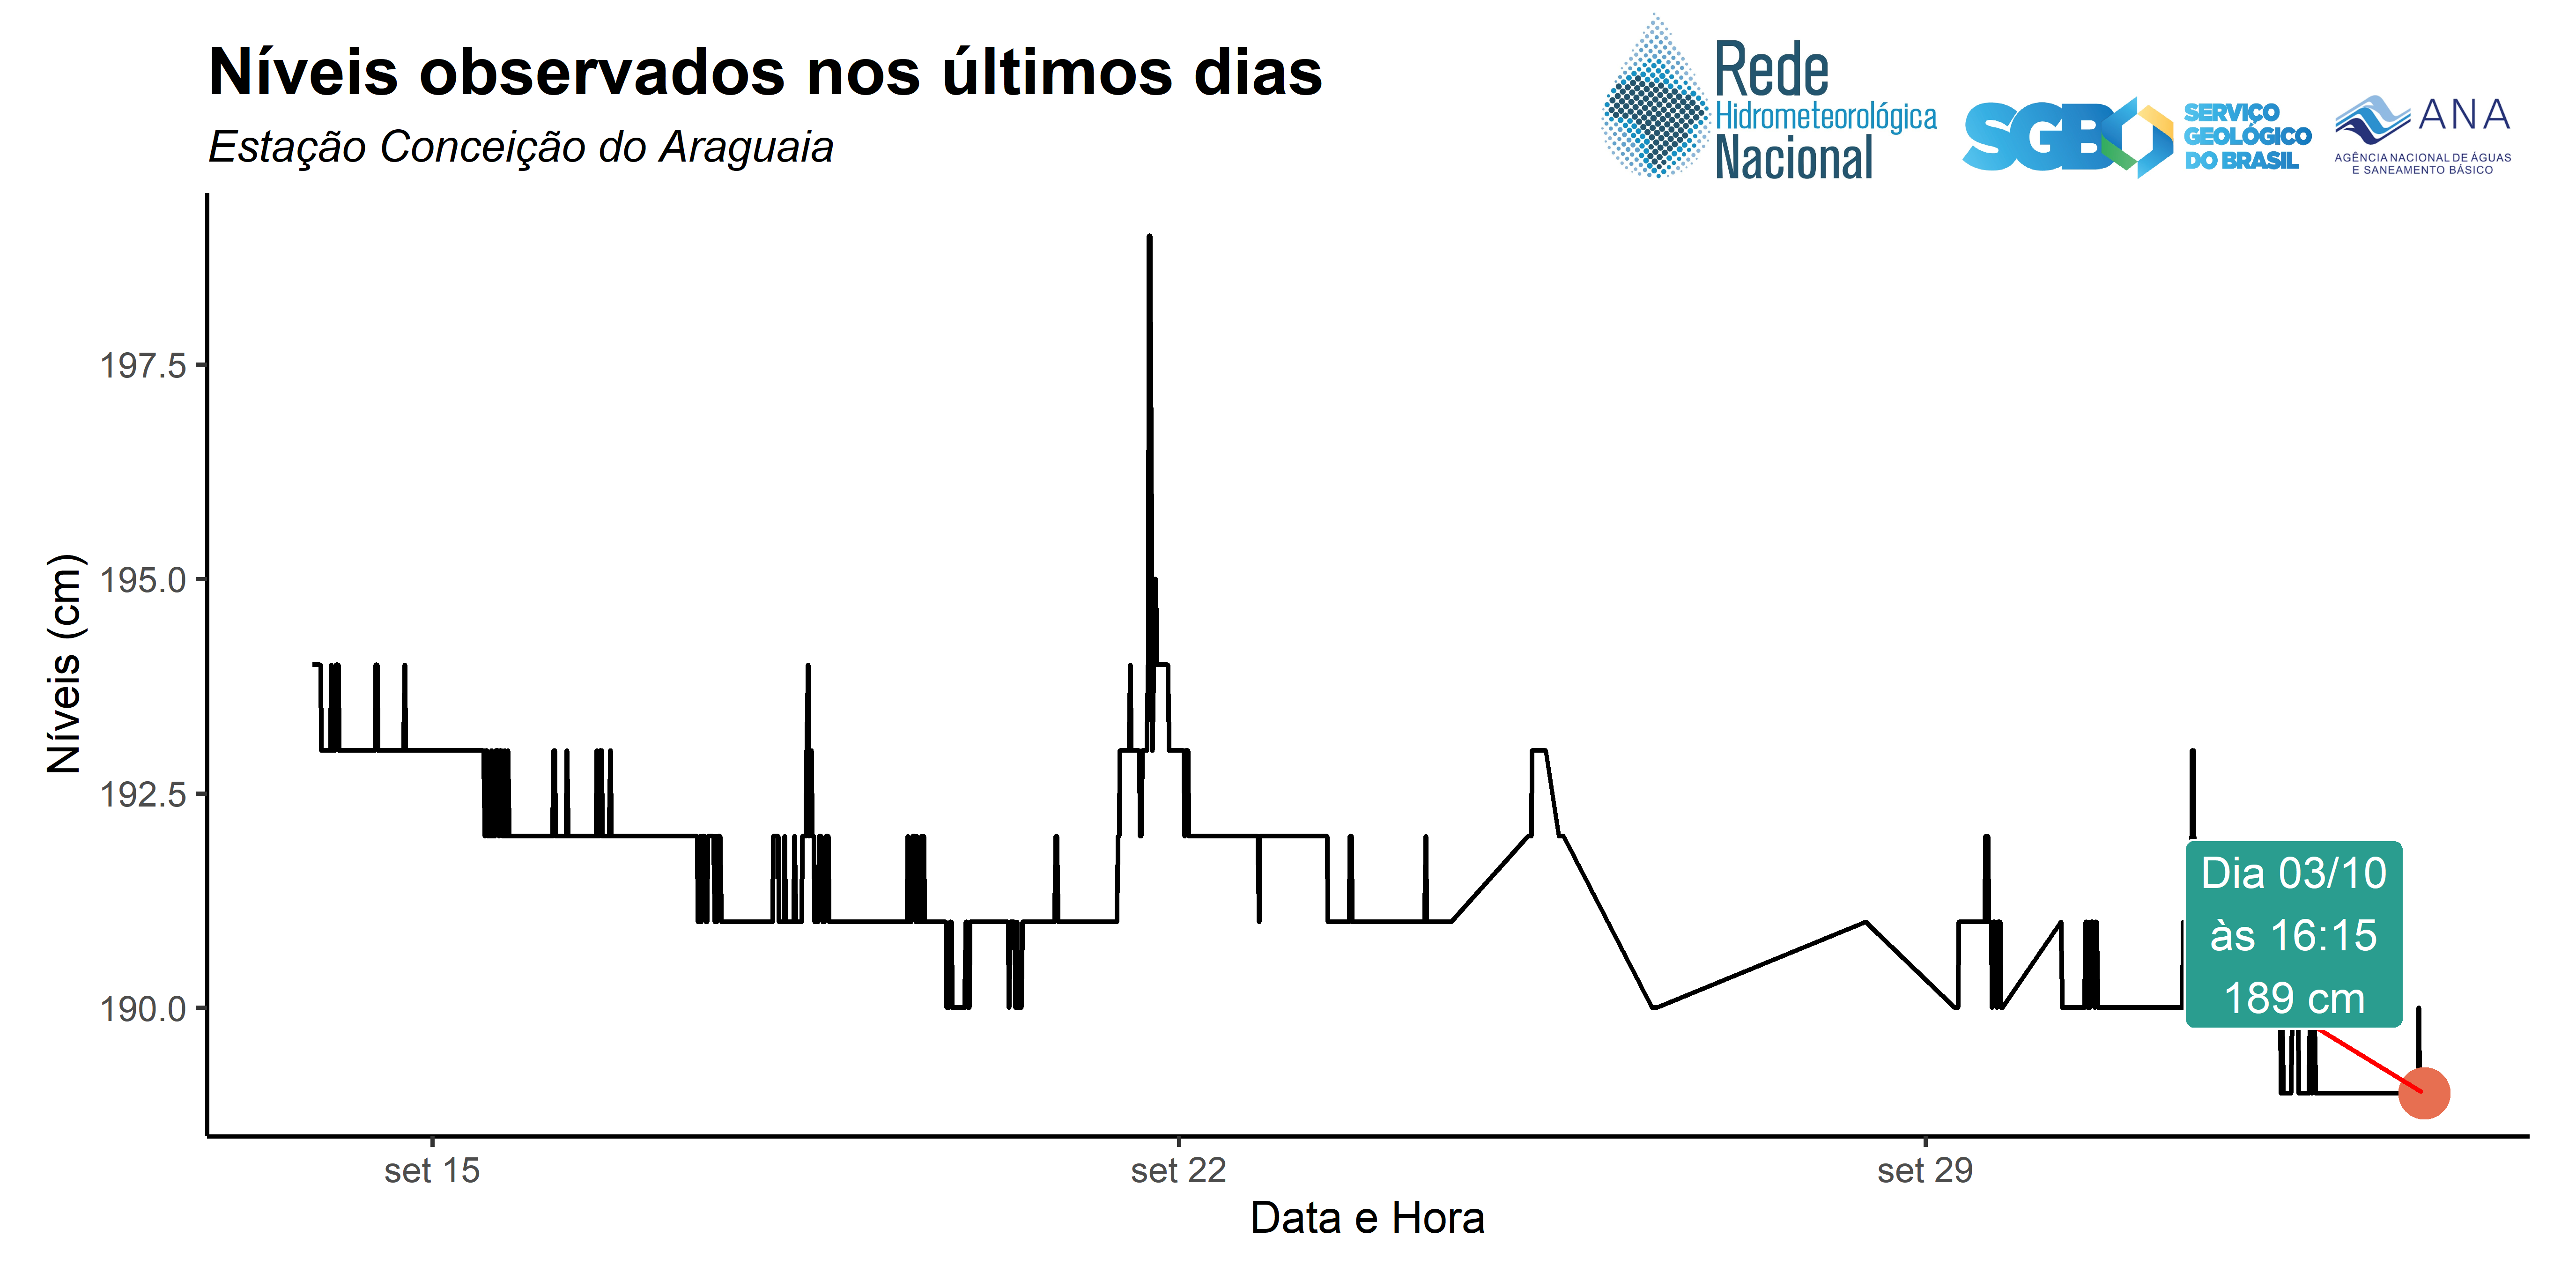 Níveis observados nos últimos dias
Estação Conceição do Araguaia
Rede
Hidrometeorológica
Nacional
SGB
SERVIÇO
GEOLÓGICO
DO BRASIL
ANA
AGÊNCIA NACIONAL DE ÁGUAS
E SANEAMENTO BÁSICO
Níveis (cm)
197.5
195.0
192.5
190.0
Dia 03/10
às 16:15
189 cm
set 15
set 22
set 29
Data e Hora